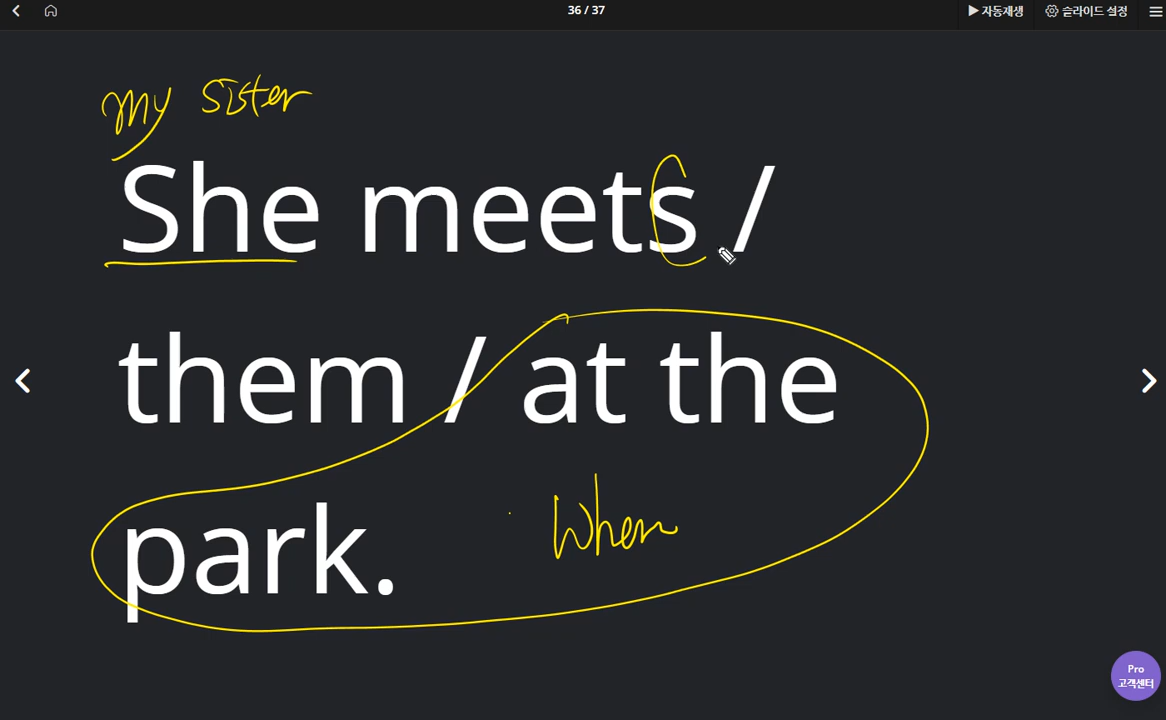 36 / 37
▶ 자동재생 슬라이드 설정
my sister
She meets /
them / at the
park.
When
Pro
고객센터